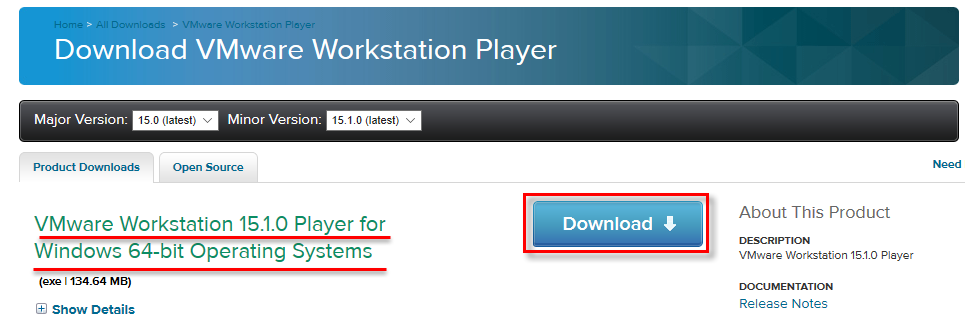 Home > All Downloads > VMware Workstation Player
Download VMware Workstation Player
Major Version: 15.0 (latest) Minor Version: 15.1.0 (latest)
Product Downloads Open Source Need
VMware Workstation 15.1.0 Player for
Windows 64-bit Operating Systems
(exe | 134.64 MB)
Show Details
Download
About This Product
DESCRIPTION
VMware Workstation 15.1.0 Player
DOCUMENTATION
Release Notes